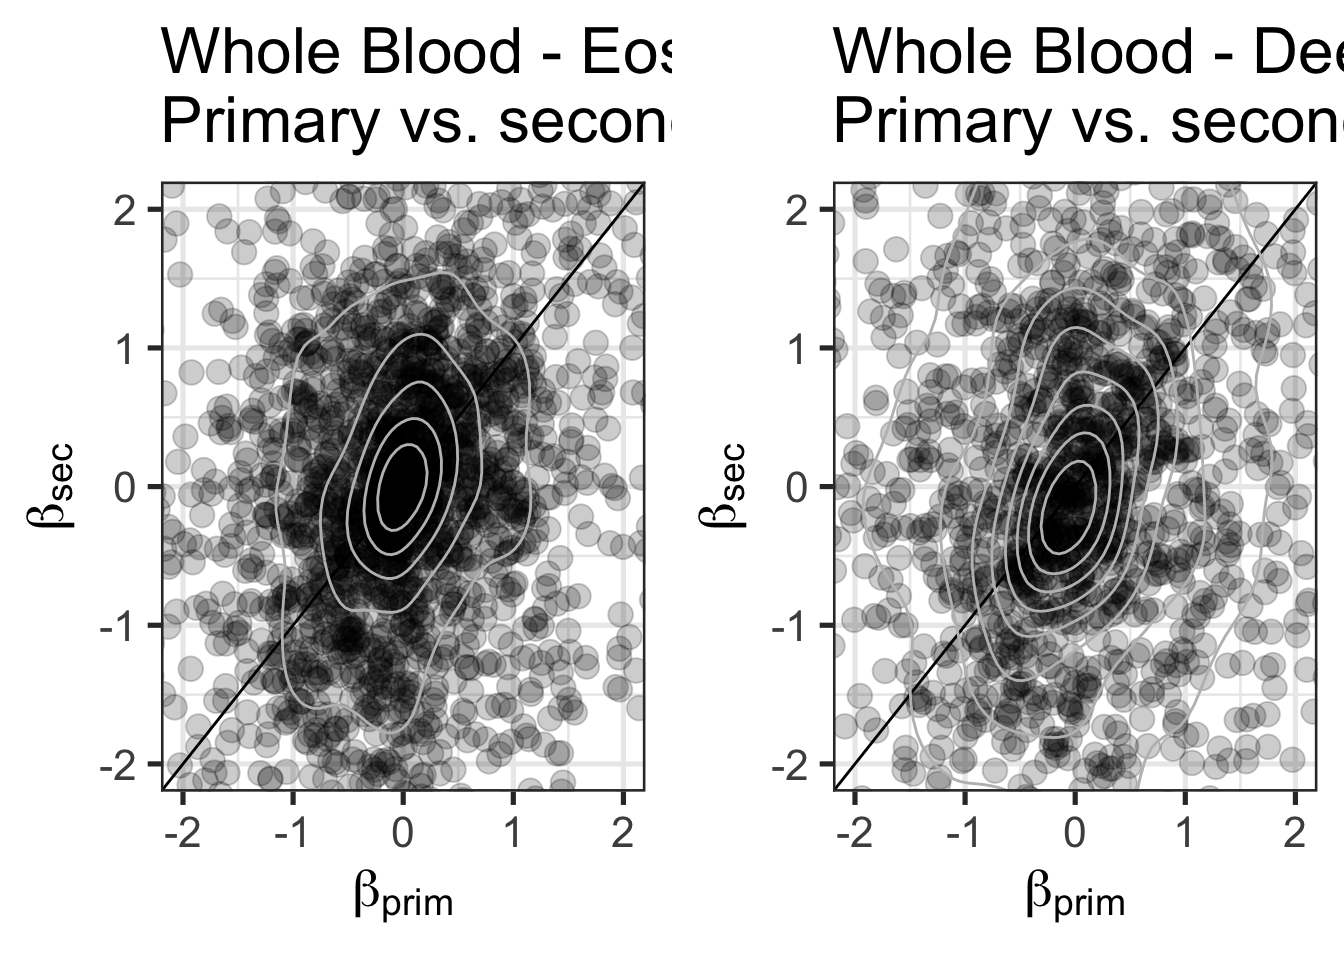 Whole Blood - Eos
Primary vs. secon
2
1
0
-1
-2
-2 -1 0 1 2
βsec
βprim
Whole Blood - Dee
Primary vs. secon
2
1
0
-1
-2
-2 -1 0 1 2
βsec
βprim